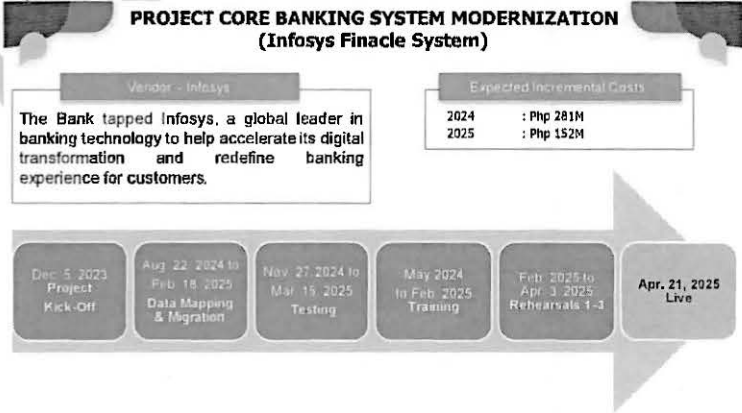 PROJECT CORE BANKING SYSTEM MODERNIZATION
(Infosys Finacle System)
Vendor - Infosys
The Bank tapped Infosys, a global leader in
banking technology to help accelerate its digital
transformation and redefine banking
experience for customers.
Expected Incremental Costs
2024 : Php 281M
2025 : Php 152M
Dec. 5, 2023
Project
Kick-Off
Aug. 22, 2024 to
Feb. 18, 2025
Data Mapping
& Migration
Nov. 27, 2024 to
Mar. 15, 2025
Testing
May 2024
to Feb. 2025
Training
Feb. 2025 to
Apr. 3, 2025
Rehearsals 1-3
Apr. 21, 2025
Live